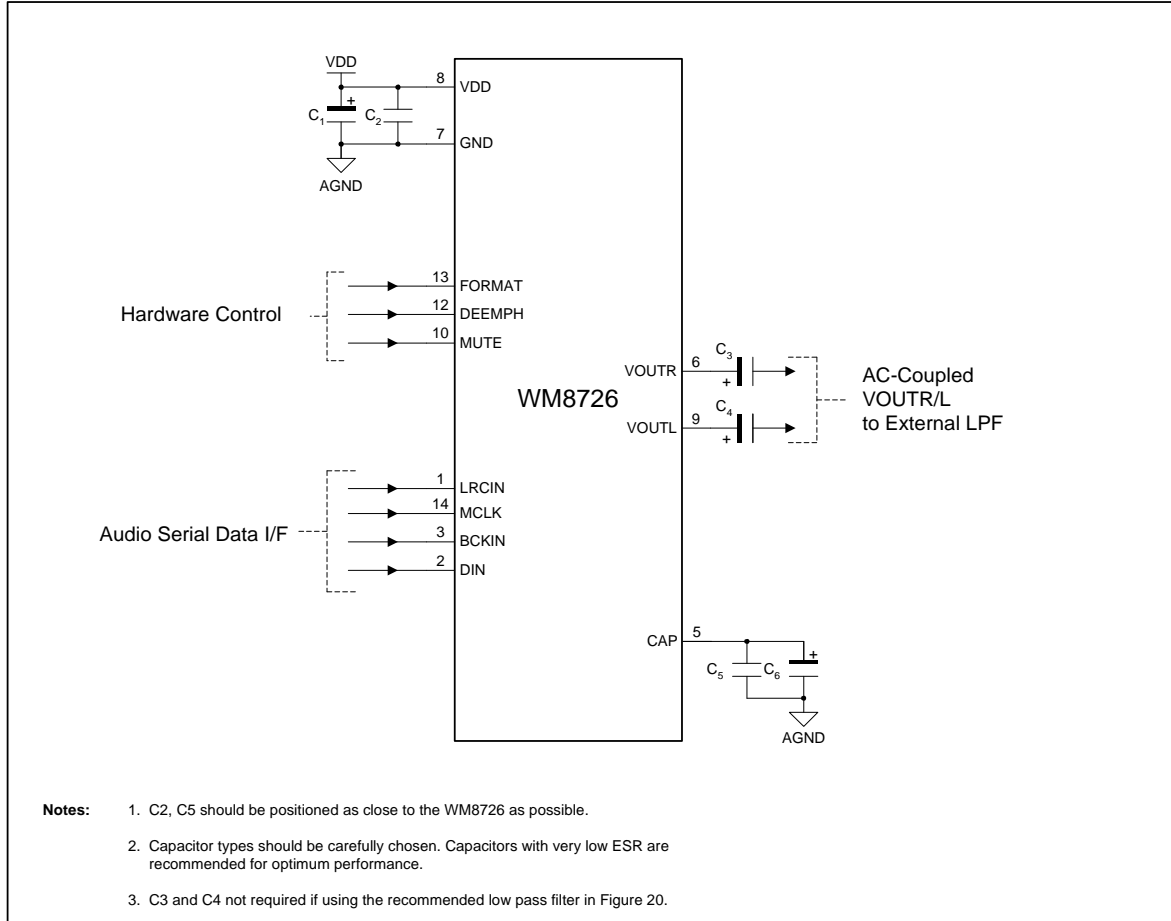 VDD
8
VDD
+
C1
C2
7
GND
AGND
13
FORMAT
Hardware Control
12
DEEMPH
10
MUTE
WM8726
VOUTR
6
C3
+
AC-Coupled
VOUTR/L
to External LPF
VOUTL
9
C4
+
1
LRCIN
14
MCLK
Audio Serial Data I/F
3
BCKIN
2
DIN
CAP
5
C5
C6
+
AGND
Notes: 1. C2, C5 should be positioned as close to the WM8726 as possible.
2. Capacitor types should be carefully chosen. Capacitors with very low ESR are
recommended for optimum performance.
3. C3 and C4 not required if using the recommended low pass filter in Figure 20.